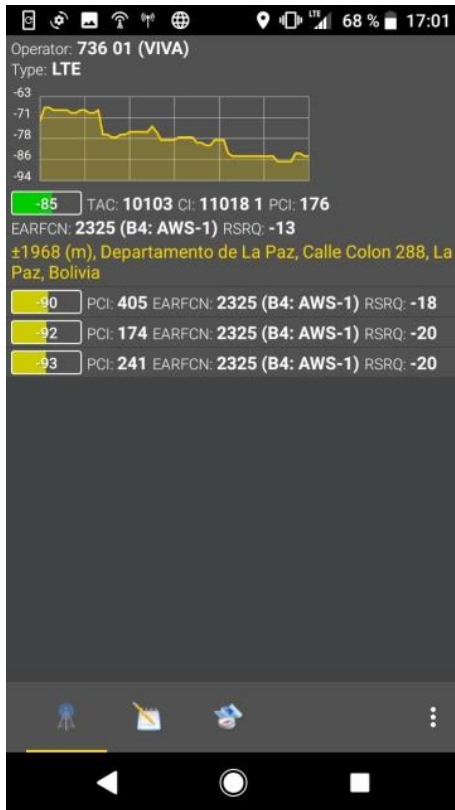 LTE 68 % 17:01
Operator: 736 01 (VIVA)
Type: LTE
-63
-71
-78
-86
-94
-85 TAC: 10103 CI: 11018 1 PCI: 176
EARFCN: 2325 (B4: AWS-1) RSRQ: -13
±1968 (m), Departamento de La Paz, Calle Colon 288, La
Paz, Bolivia
-90 PCI: 405 EARFCN: 2325 (B4: AWS-1) RSRQ: -18
-92 PCI: 174 EARFCN: 2325 (B4: AWS-1) RSRQ: -20
-93 PCI: 241 EARFCN: 2325 (B4: AWS-1) RSRQ: -20